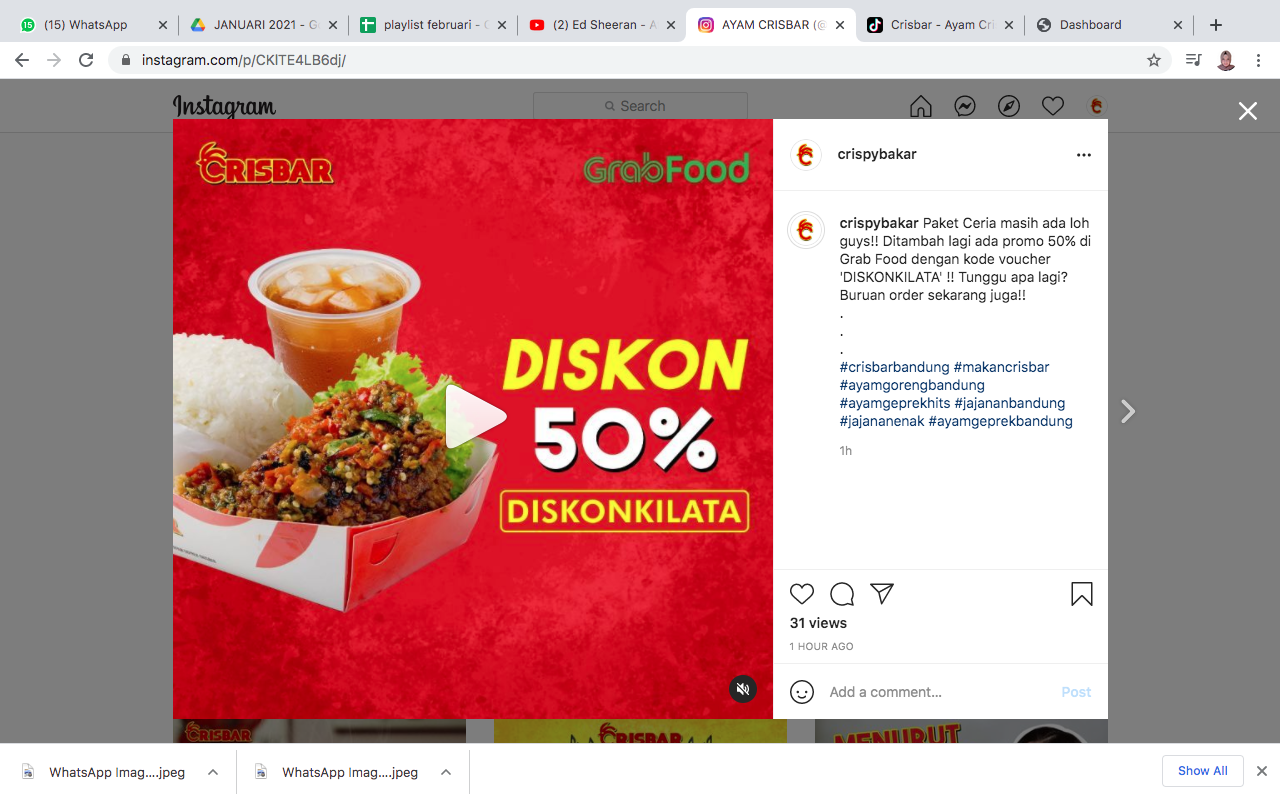 (15) WhatsApp
JANUARI 2021 - G
playlist februari - 
(2) Ed Sheeran - A
AYAM CRISBAR (@
Crisbar - Ayam Cri
Dashboard
instagram.com/p/CKITE4LB6dj/
Instagram
Search
CRISBAR
GrabFood
DISKON
50%
DISKONKILATA
crispybakar
crispybakar Paket Ceria masih ada loh
guys!! Ditambah lagi ada promo 50% di
Grab Food dengan kode voucher
'DISKONKILATA' !! Tunggu apa lagi?
Buruan order sekarang juga!!
.
.
.
#crisbarbandung #makancrisbar
#ayamgorengbandung
#ayamgeprekhits #jajananbandung
#jajananenak #ayamgeprekbandung
1h
31 views
1 HOUR AGO
Add a comment...
Post
CRISBAR
CRISBAR
MENURUT
WhatsApp Imag....jpeg
WhatsApp Imag....jpeg
Show All